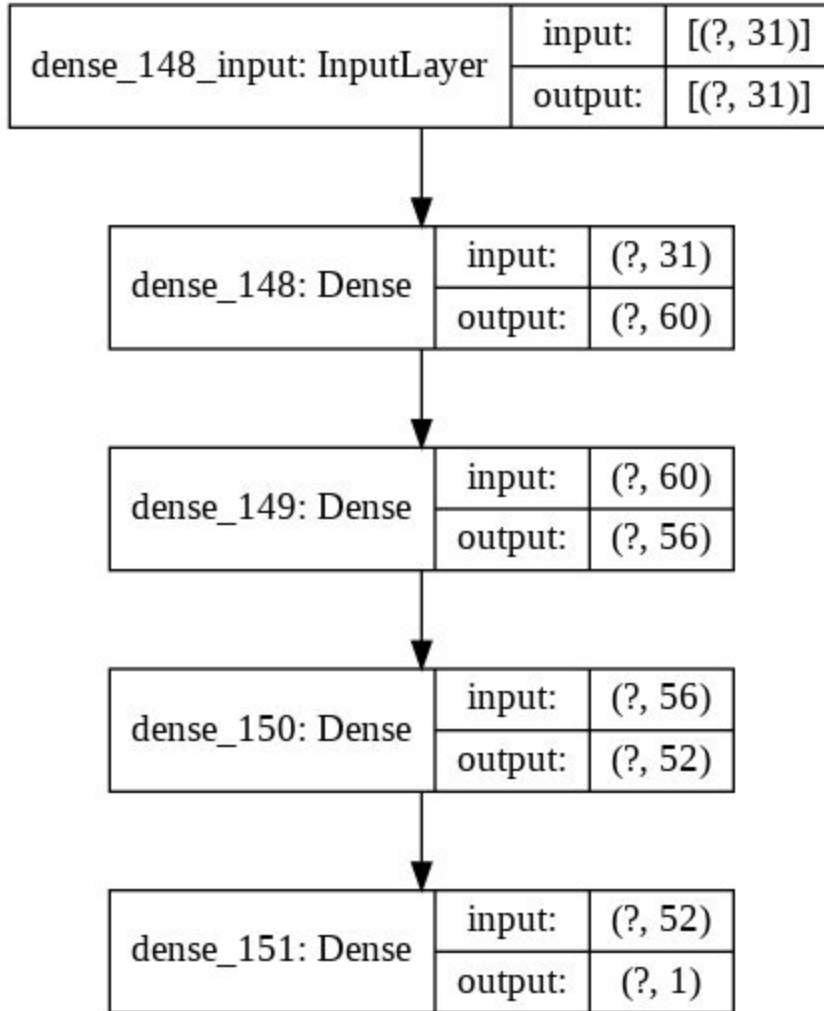 dense_148_input: InputLayer
input: [(?, 31)]
output: [(?, 31)]
dense_148: Dense
input: (?, 31)
output: (?, 60)
dense_149: Dense
input: (?, 60)
output: (?, 56)
dense_150: Dense
input: (?, 56)
output: (?, 52)
dense_151: Dense
input: (?, 52)
output: (?, 1)